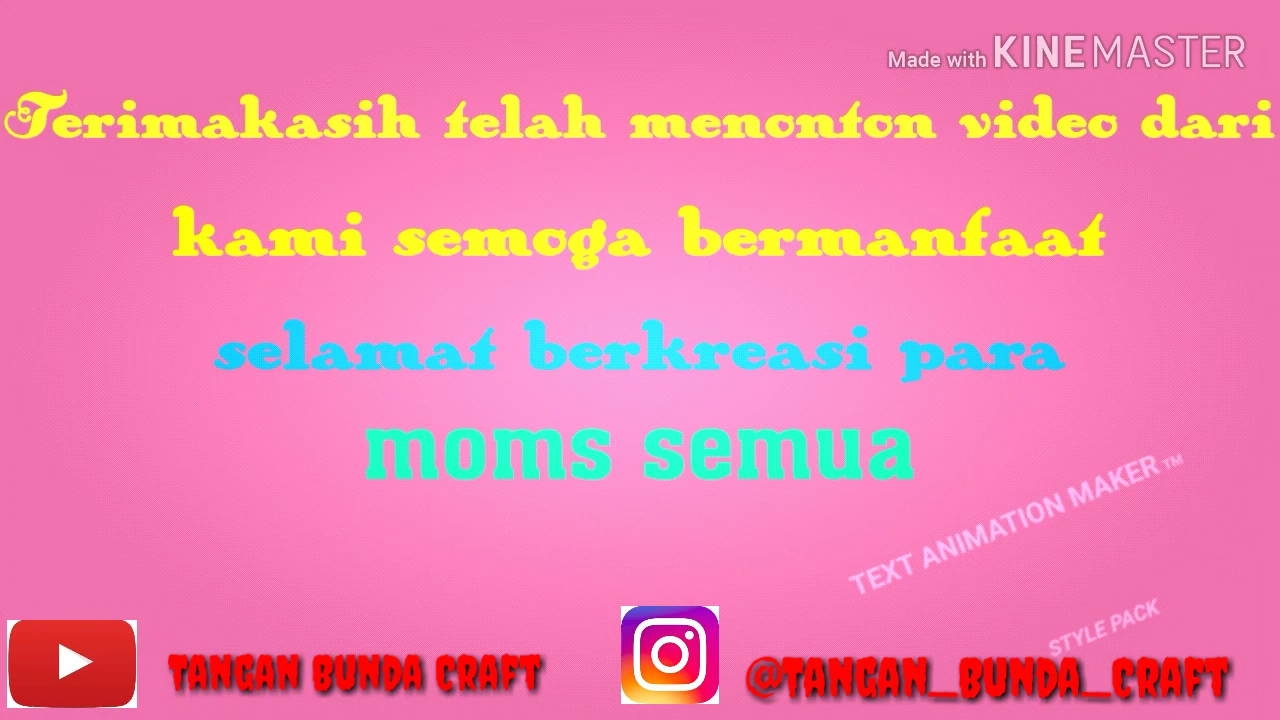 Made with KINEMASTER
Terimakasih telah menonton video dari
kami semoga bermanfaat
selamat berkreasi para
moms semua
TEXT ANIMATION MAKER™
STYLE PACK
TANGAN BUNDA CRAFT
@TANGAN_BUNDA_CRAFT